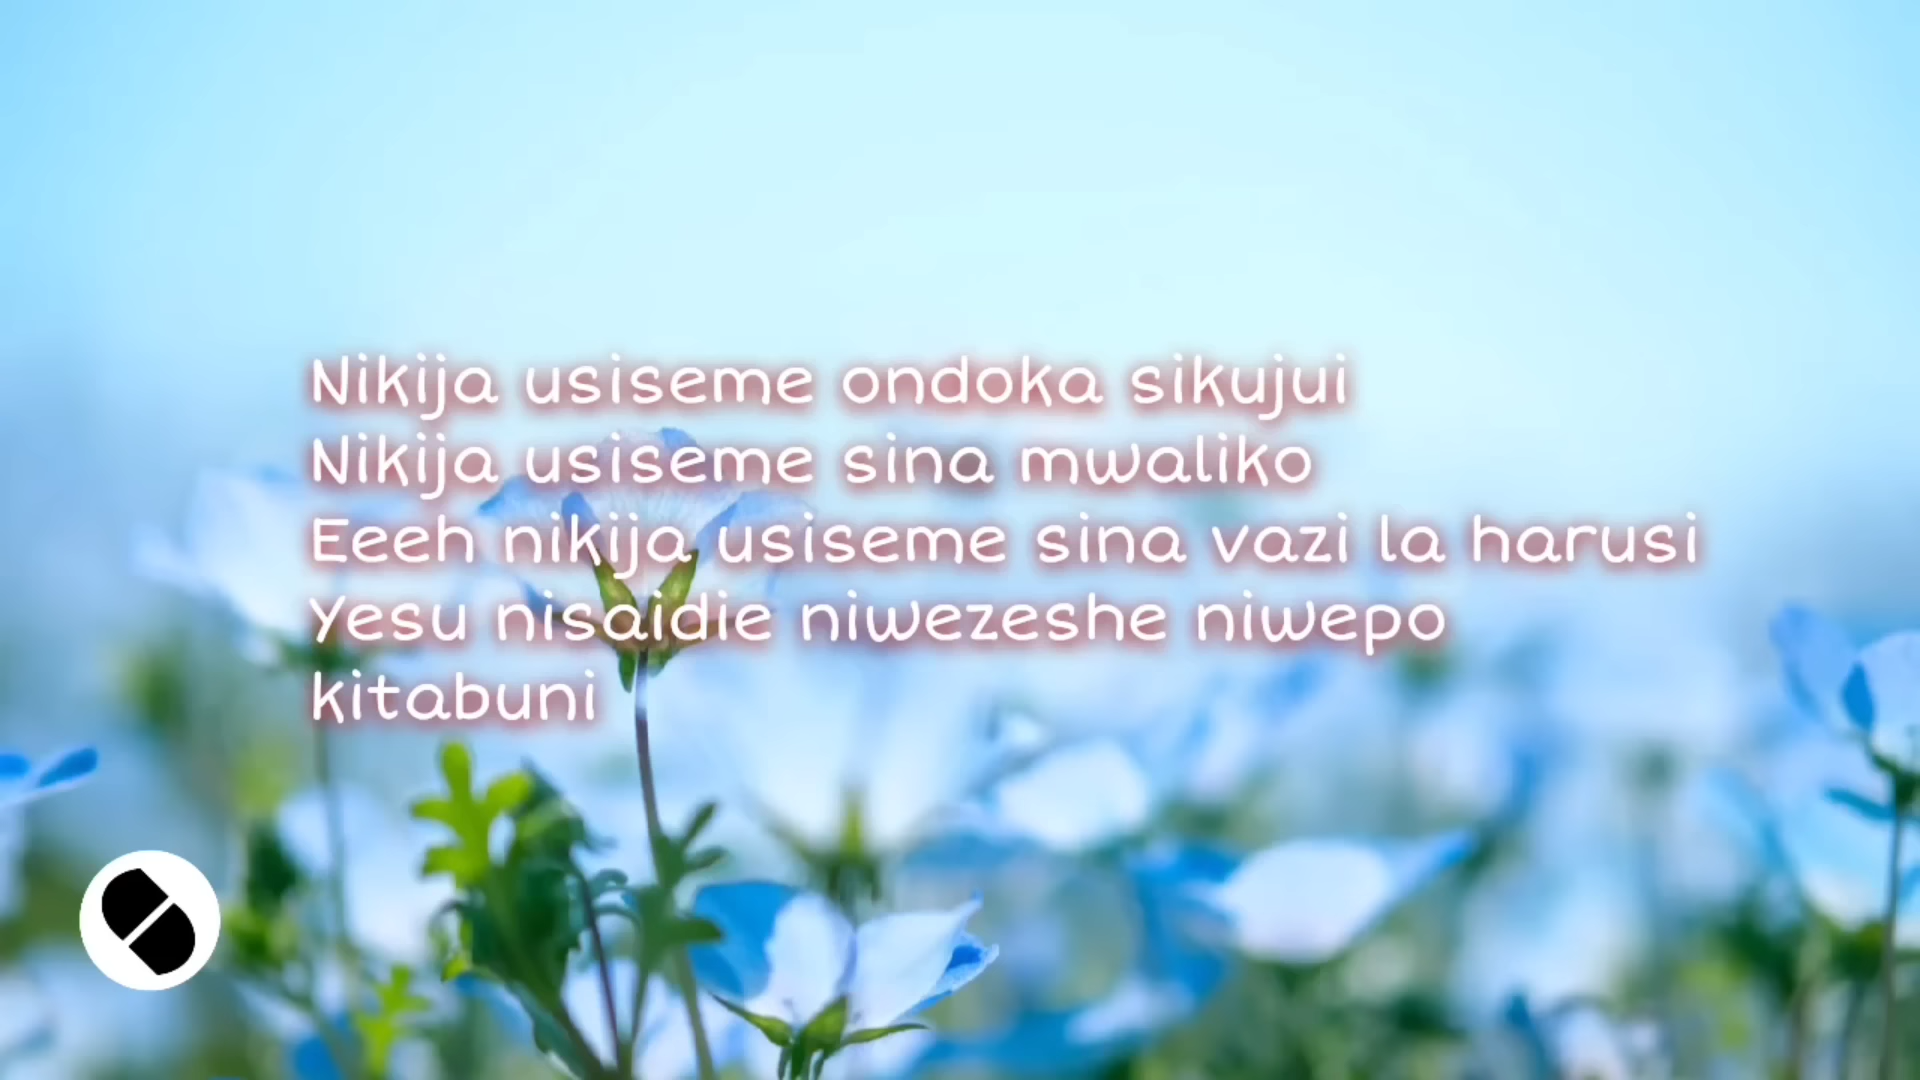 Nikija usiseme ondoka sikujui
Nikija usiseme sina mwaliko
Eeeh nikija usiseme sina vazi la harusi
Yesu nisaidie niwezeshe niwepo
kitabuni